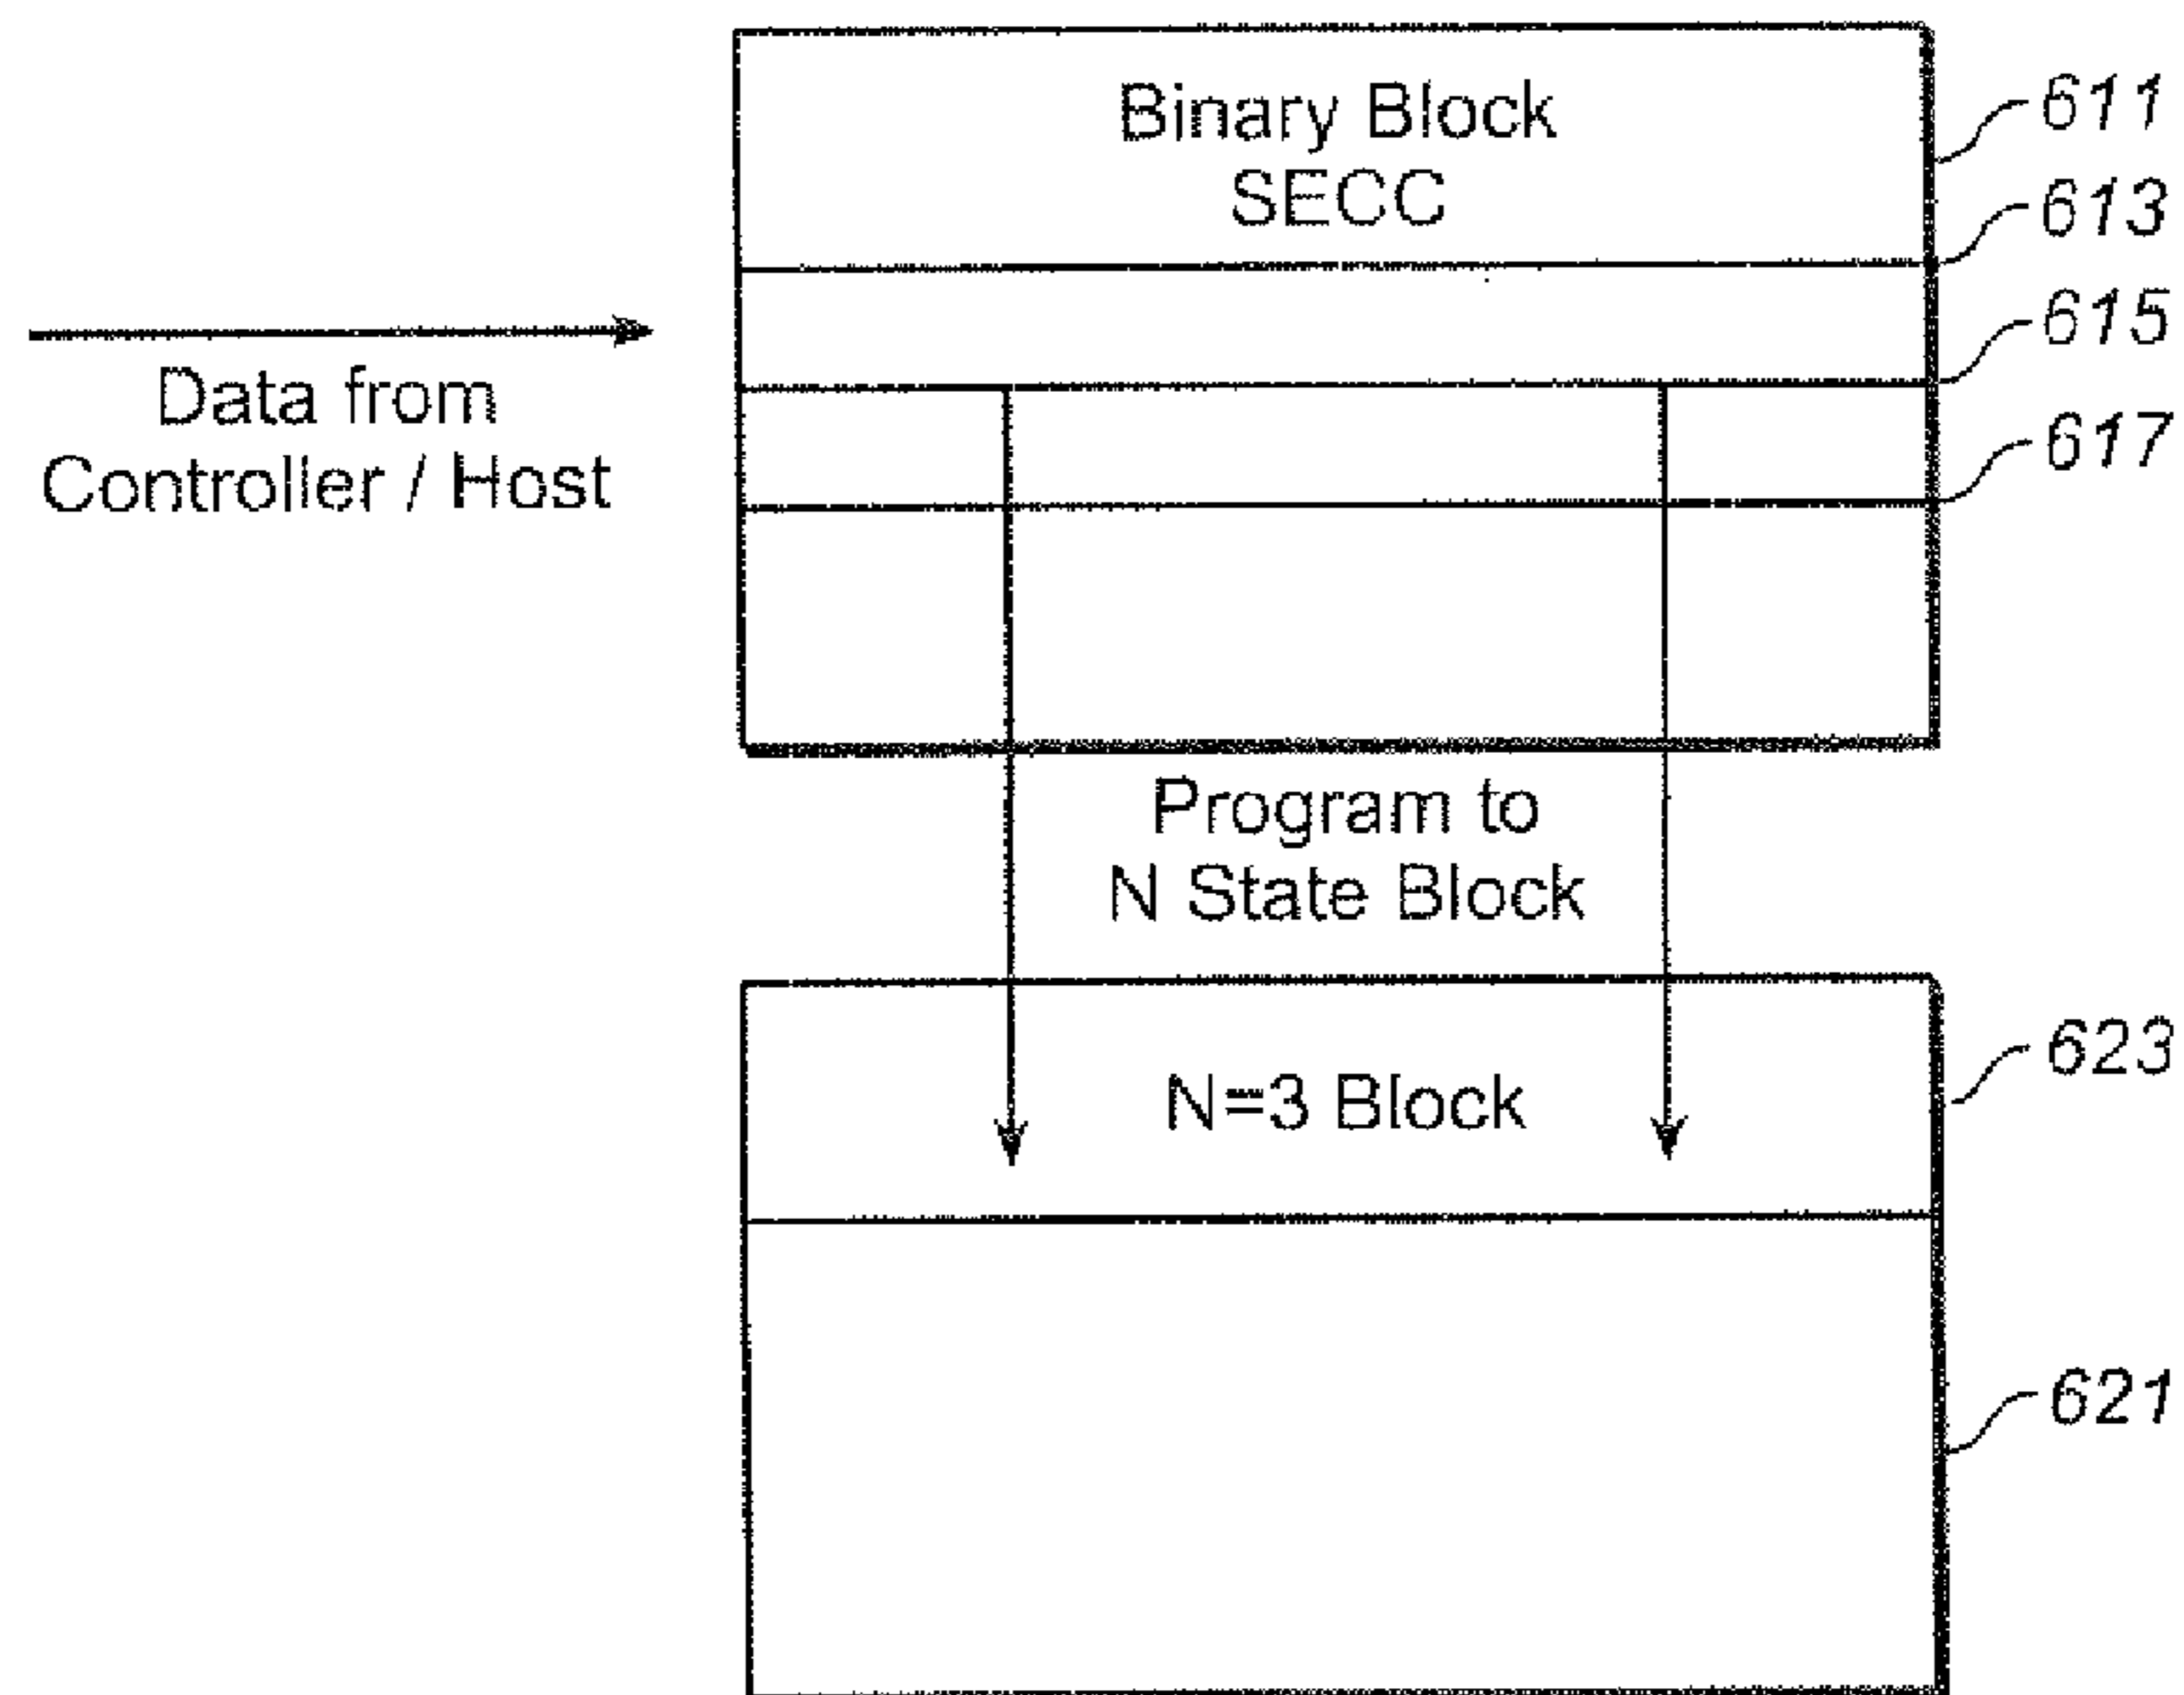 Binary Block
SECC
611
613
615
617
Data from
Controller / Host
Program to
N State Block
N=3 Block
623
621